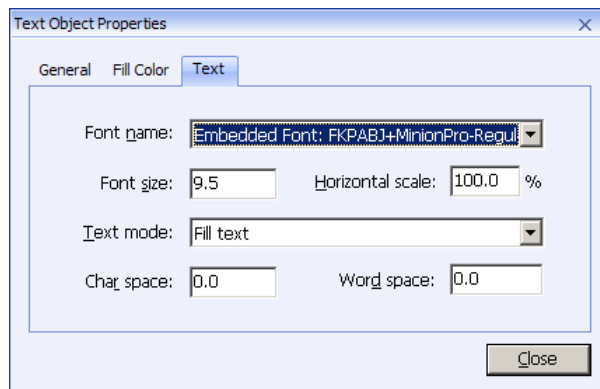 Text Object Properties
General Fill Color Text
Font name: Embedded Font: FKPABJ+MinionPro-Regul
Font size: 9.5 Horizontal scale: 100.0 %
Text mode: Fill text
Char space: 0.0 Word space: 0.0
Close